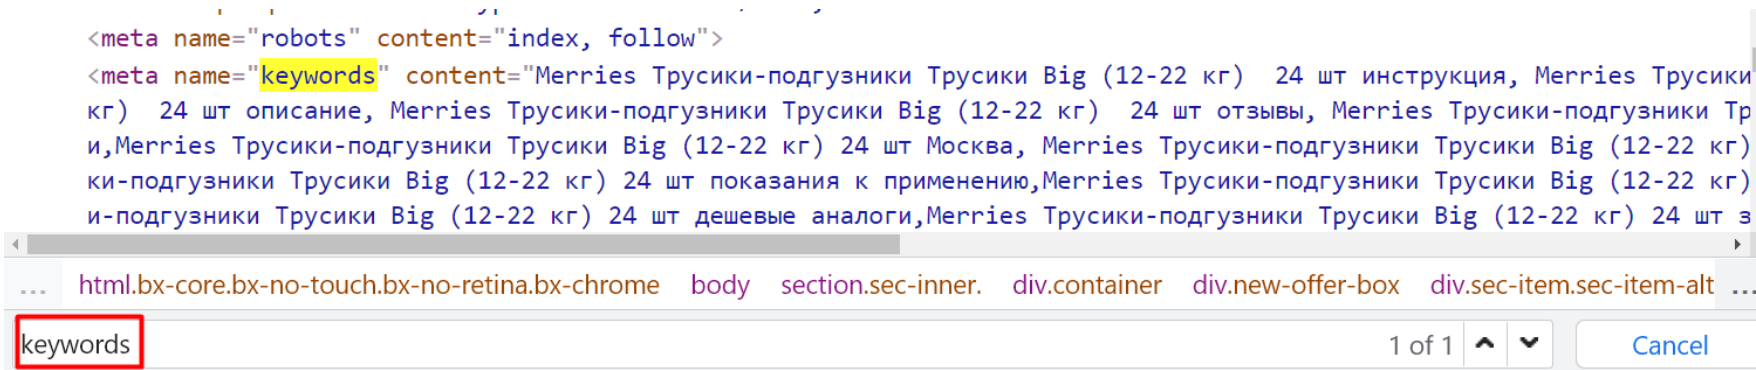 <meta name="robots" content="index, follow">
<meta name="keywords" content="Merries Трусики-подгузники Трусики Big (12-22 кг)  24 шт инструкция, Merries Трусики
кг)  24 шт описание, Merries Трусики-подгузники Трусики Big (12-22 кг)  24 шт отзывы, Merries Трусики-подгузники Тр
и,Merries Трусики-подгузники Трусики Big (12-22 кг) 24 шт Москва, Merries Трусики-подгузники Трусики Big (12-22 кг)
ки-подгузники Трусики Big (12-22 кг) 24 шт показания к применению,Merries Трусики-подгузники Трусики Big (12-22 кг)
и-подгузники Трусики Big (12-22 кг) 24 шт дешевые аналоги,Merries Трусики-подгузники Трусики Big (12-22 кг) 24 шт з
... html.bx-core.bx-no-touch.bx-no-retina.bx-chrome body section.sec-inner. div.container div.new-offer-box div.sec-item.sec-item-alt ...
keywords 1 of 1 Cancel